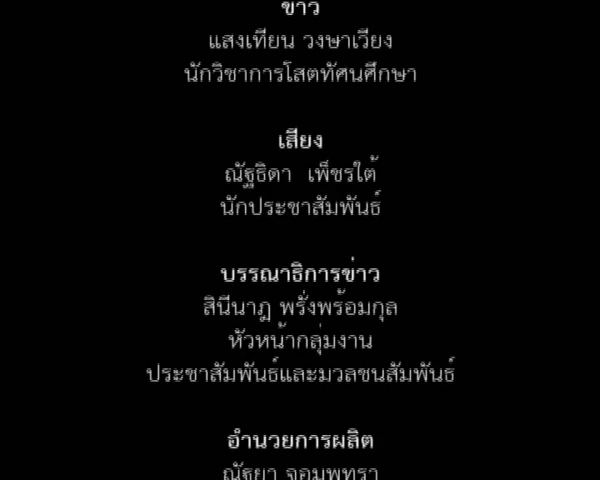 ข่าว
แสงเทียน วงษาเวียง
นักวิชาการโสตทัศนศึกษา
เสียง
ณัฐธิดา เพ็ชรใต้
นักประชาสัมพันธ์
บรรณาธิการข่าว
สินีนาฏ พรั่งพร้อมกุล
หัวหน้ากลุ่มงาน
ประชาสัมพันธ์และมวลชนสัมพันธ์
อำนวยการผลิต
ณัฐยา จอมพุทรา